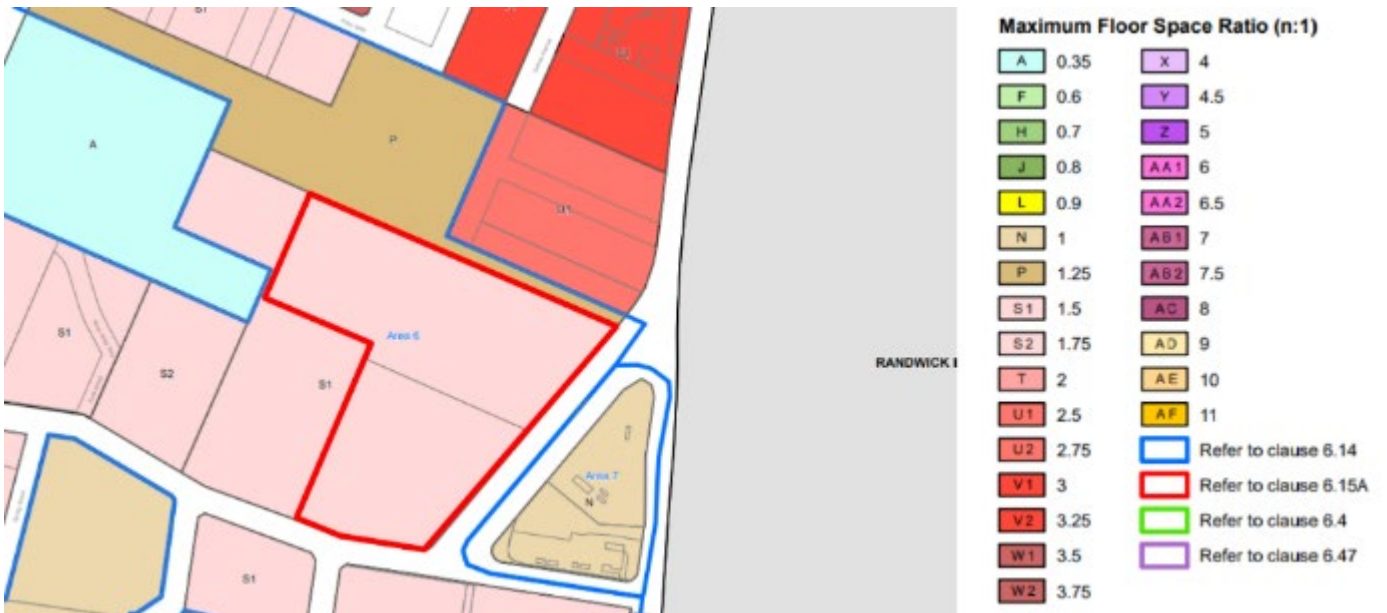 S1
A
P
U1
Area 6
S1
S2
S1
RANDWICK
Area 7
N
S1
Maximum Floor Space Ratio (n:1)
A 0.35
F 0.6
H 0.7
J 0.8
L 0.9
N 1
P 1.25
S1 1.5
S2 1.75
T 2
U1 2.5
U2 2.75
V1 3
V2 3.25
W1 3.5
W2 3.75
X 4
Y 4.5
Z 5
AA1 6
AA2 6.5
AB1 7
AB2 7.5
AC 8
AD 9
AE 10
AF 11
Refer to clause 6.14
Refer to clause 6.15A
Refer to clause 6.4
Refer to clause 6.47